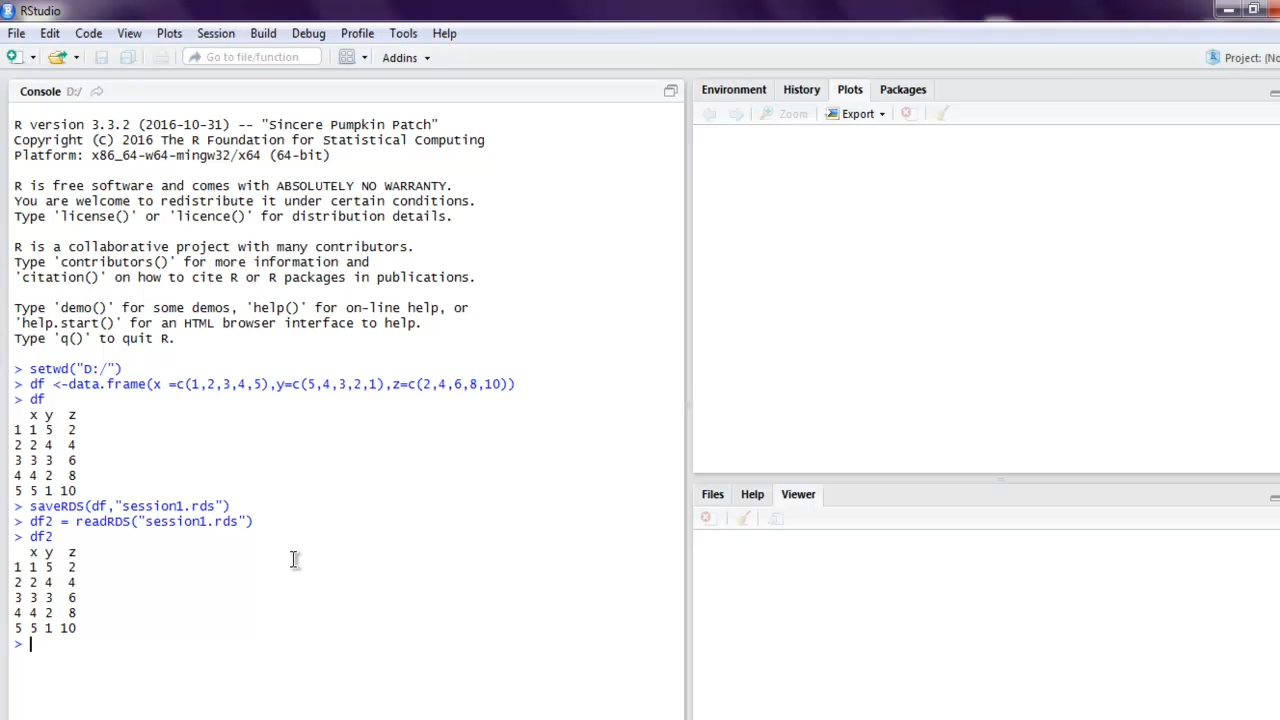 RStudio
File Edit Code View Plots Session Build Debug Profile Tools Help
Go to file/function Addins Project: (No
Console D:/
R version 3.3.2 (2016-10-31) -- "Sincere Pumpkin Patch"
Copyright (C) 2016 The R Foundation for Statistical Computing
Platform: x86_64-w64-mingw32/x64 (64-bit)
R is free software and comes with ABSOLUTELY NO WARRANTY.
You are welcome to redistribute it under certain conditions.
Type 'license()' or 'licence()' for distribution details.
R is a collaborative project with many contributors.
Type 'contributors()' for more information and
'citation()' on how to cite R or R packages in publications.
Type 'demo()' for some demos, 'help()' for on-line help, or
'help.start()' for an HTML browser interface to help.
Type 'q()' to quit R.
> setwd("D:/")
> df <-data.frame(x =c(1,2,3,4,5),y=c(5,4,3,2,1),z=c(2,4,6,8,10))
> df
x y z
1 1 5 2
2 2 4 4
3 3 3 6
4 4 2 8
5 5 1 10
> saveRDS(df,"session1.rds")
> df2 = readRDS("session1.rds")
> df2
x y z
1 1 5 2
2 2 4 4
3 3 3 6
4 4 2 8
5 5 1 10
>
Environment History Plots Packages
Zoom Export
Files Help Viewer